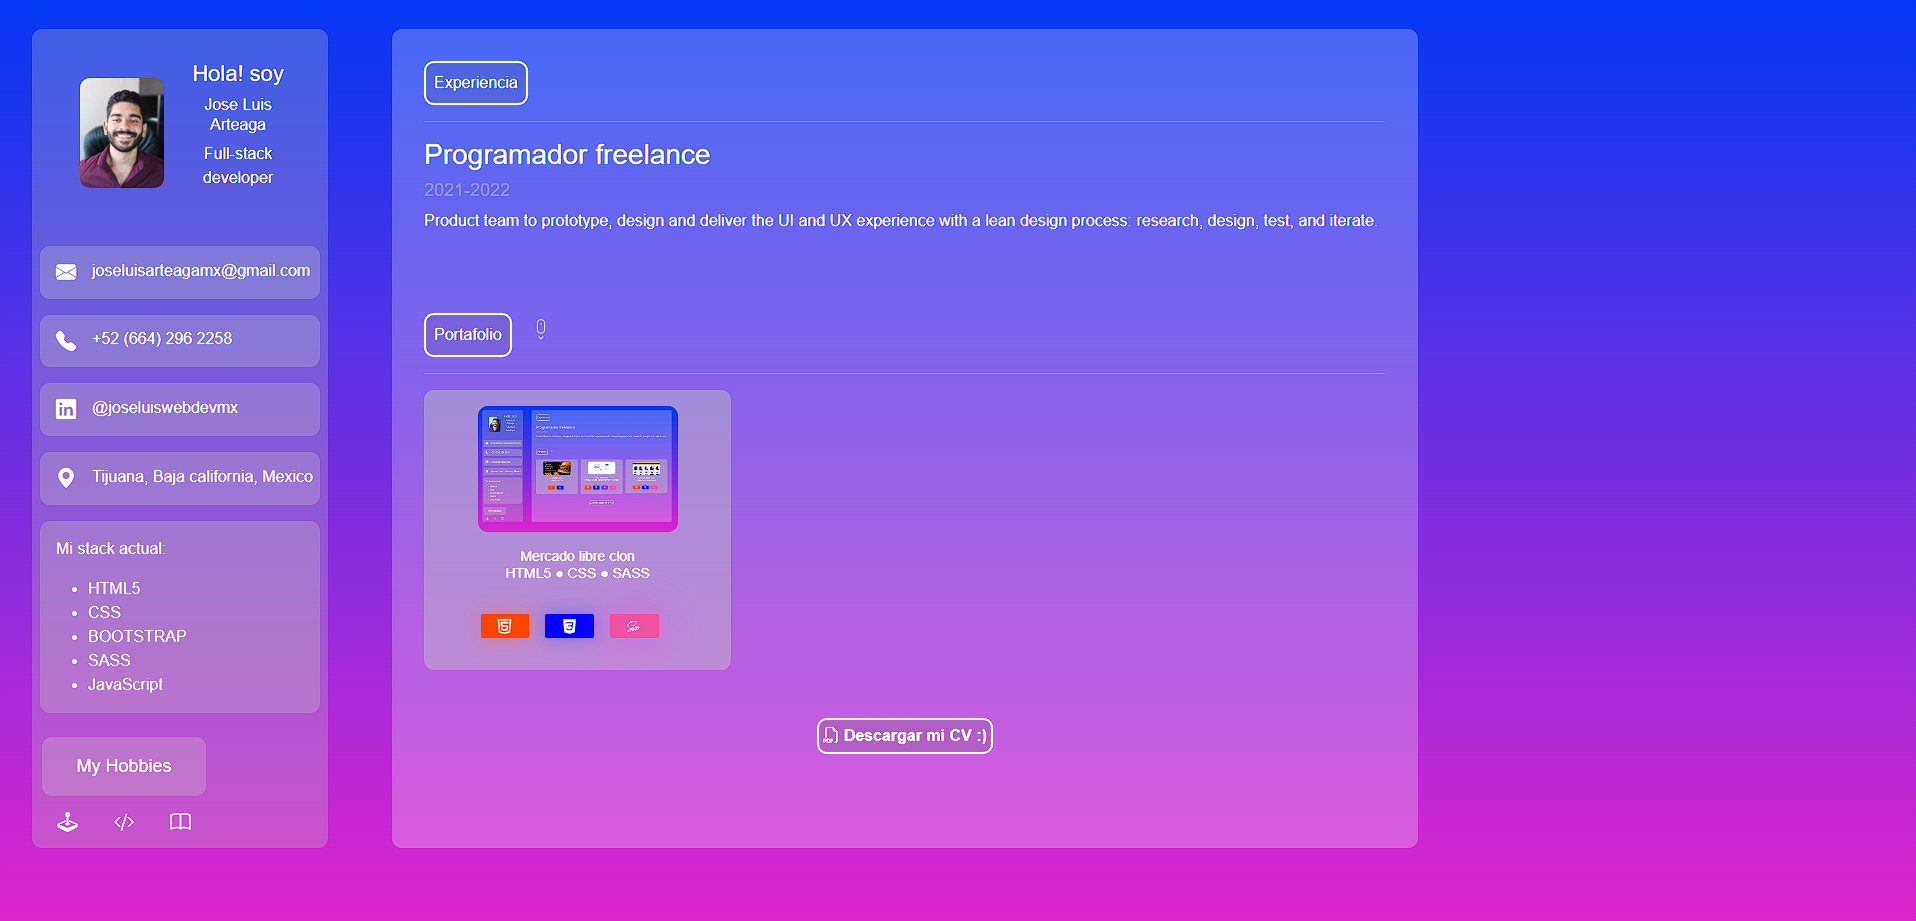 Hola! soy
Jose Luis
Arteaga
Full-stack
developer
joseluisarteagamx@gmail.com
+52 (664) 296 2258
@joseluiswebdevmx
Tijuana, Baja california, Mexico
Mi stack actual:
HTML5
CSS
BOOTSTRAP
SASS
JavaScript
My Hobbies
Experiencia
Programador freelance
2021-2022
Product team to prototype, design and deliver the UI and UX experience with a lean design process: research, design, test, and iterate.
Portafolio
Programador freelance
Mercado libre clon
HTML5 ● CSS ● SASS
PDF Descargar mi CV :)